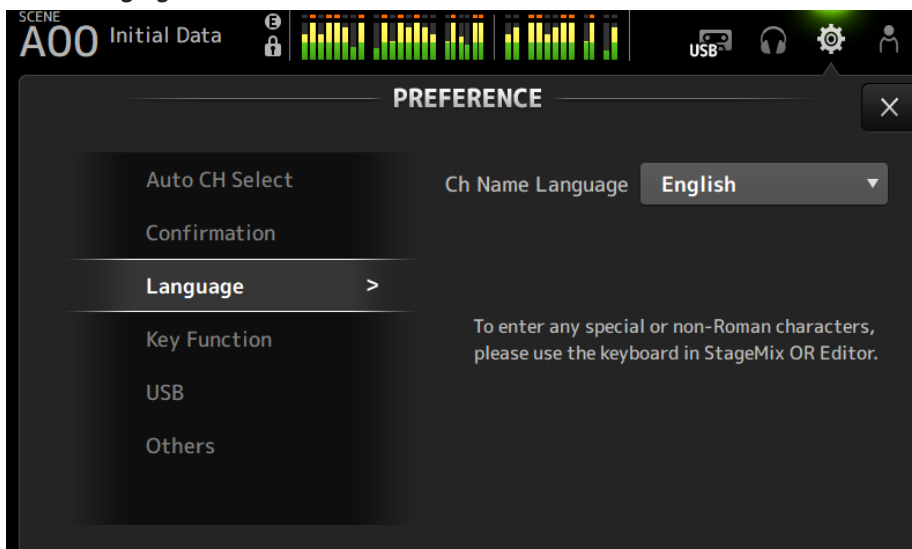 SCENE
A00 Initial Data
E
USB
PREFERENCE
Auto CH Select
Ch Name Language English
Confirmation
Language >
To enter any special or non-Roman characters,
please use the keyboard in StageMix OR Editor.
Key Function
USB
Others